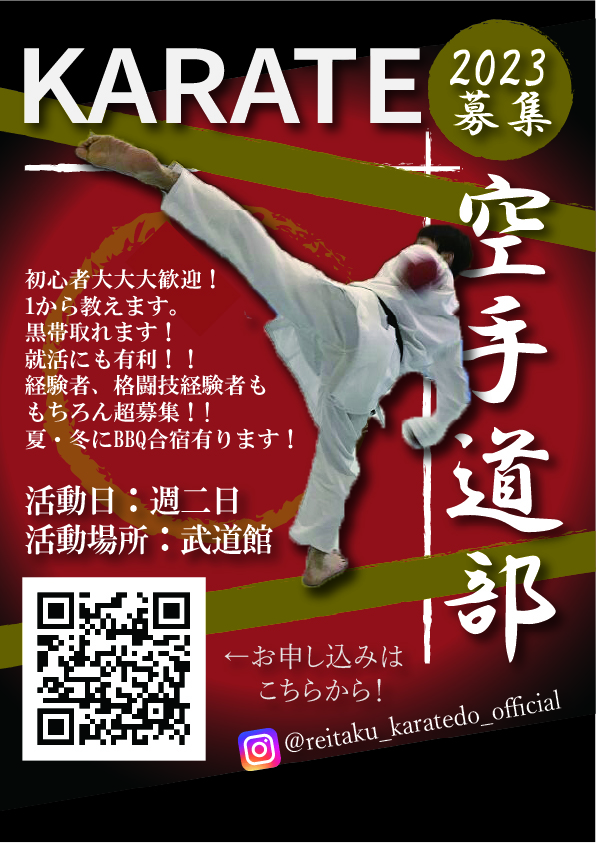 KARATE
2023
募集
空手道部
初心者大大大歓迎！
1から教えます。
黒帯取れます！
就活にも有利！！
経験者、格闘技経験者も
もちろん超募集！!
夏・冬にBBQ合宿有ります！
活動日：週二日
活動場所：武道館
←お申し込みは
こちらから！
@reitaku_karatedo_official